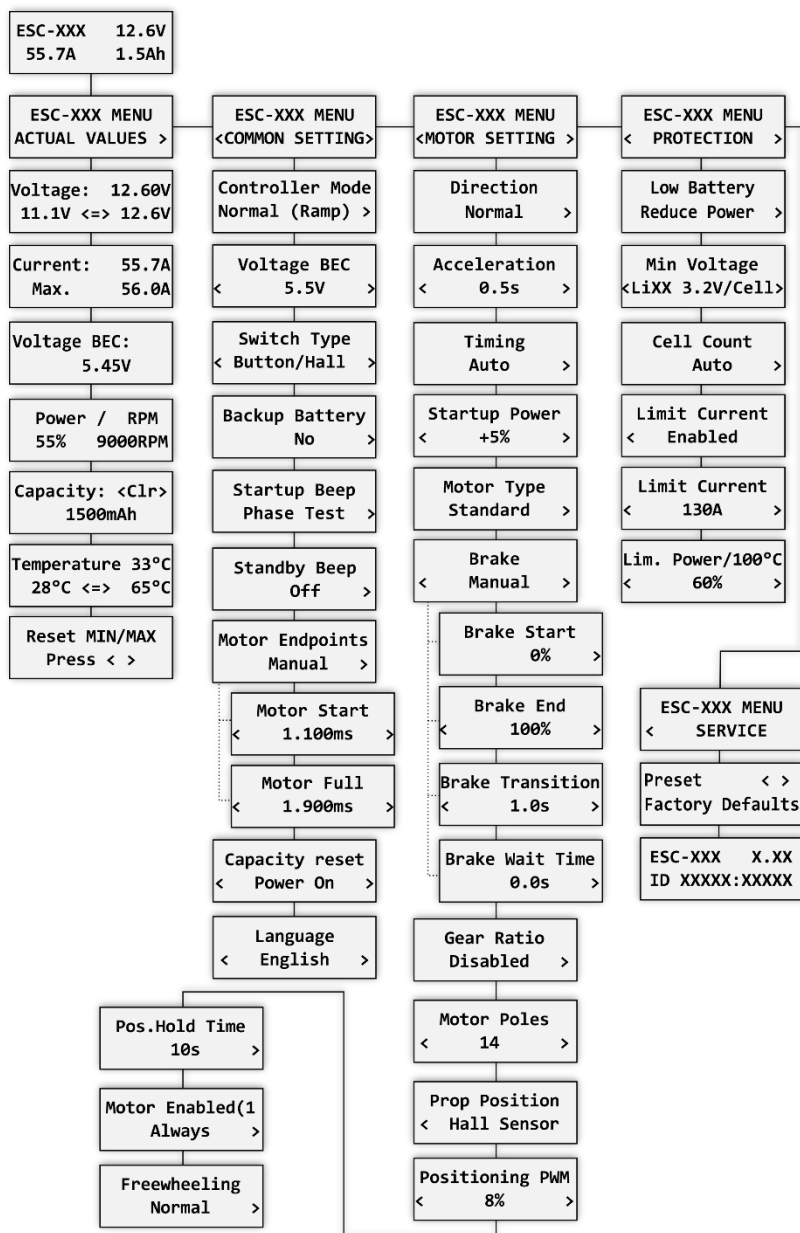 ESC-XXX 12.6V
55.7A 1.5Ah
ESC-XXX MENU
ACTUAL VALUES >
Voltage: 12.60V
11.1V <=> 12.6V
Current: 55.7A
Max. 56.0A
Voltage BEC:
5.45V
Power / RPM
55% 9000RPM
Capacity: <Clr>
1500mAh
Temperature 33°C
28°C <=> 65°C
Reset MIN/MAX
Press < >
ESC-XXX MENU
<COMMON SETTING>
Controller Mode
Normal (Ramp) >
Voltage BEC
< 5.5V >
Switch Type
< Button/Hall >
Backup Battery
No >
Startup Beep
Phase Test >
Standby Beep
Off >
Motor Endpoints
Manual >
Motor Start
< 1.100ms >
Motor Full
< 1.900ms >
Capacity reset
< Power On >
Language
< English >
ESC-XXX MENU
<MOTOR SETTING >
Direction
Normal >
Acceleration
< 0.5s >
Timing
Auto >
Startup Power
< +5% >
Motor Type
Standard >
Brake
< Manual >
Brake Start
0% >
Brake End
< 100% >
Brake Transition
< 1.0s >
Brake Wait Time
0.0s >
Gear Ratio
Disabled >
Motor Poles
< 14 >
Prop Position
< Hall Sensor
Positioning PWM
< 8% >
Pos.Hold Time
10s >
Motor Enabled(1
Always >
Freewheeling
Normal >
ESC-XXX MENU
< PROTECTION >
Low Battery
Reduce Power >
Min Voltage
<LiXX 3.2V/Cell>
Cell Count
Auto >
Limit Current
< Enabled
Limit Current
< 130A >
Lim. Power/100°C
< 60% >
ESC-XXX MENU
< SERVICE
Preset < >
Factory Defaults
ESC-XXX X.XX
ID XXXXX:XXXXX